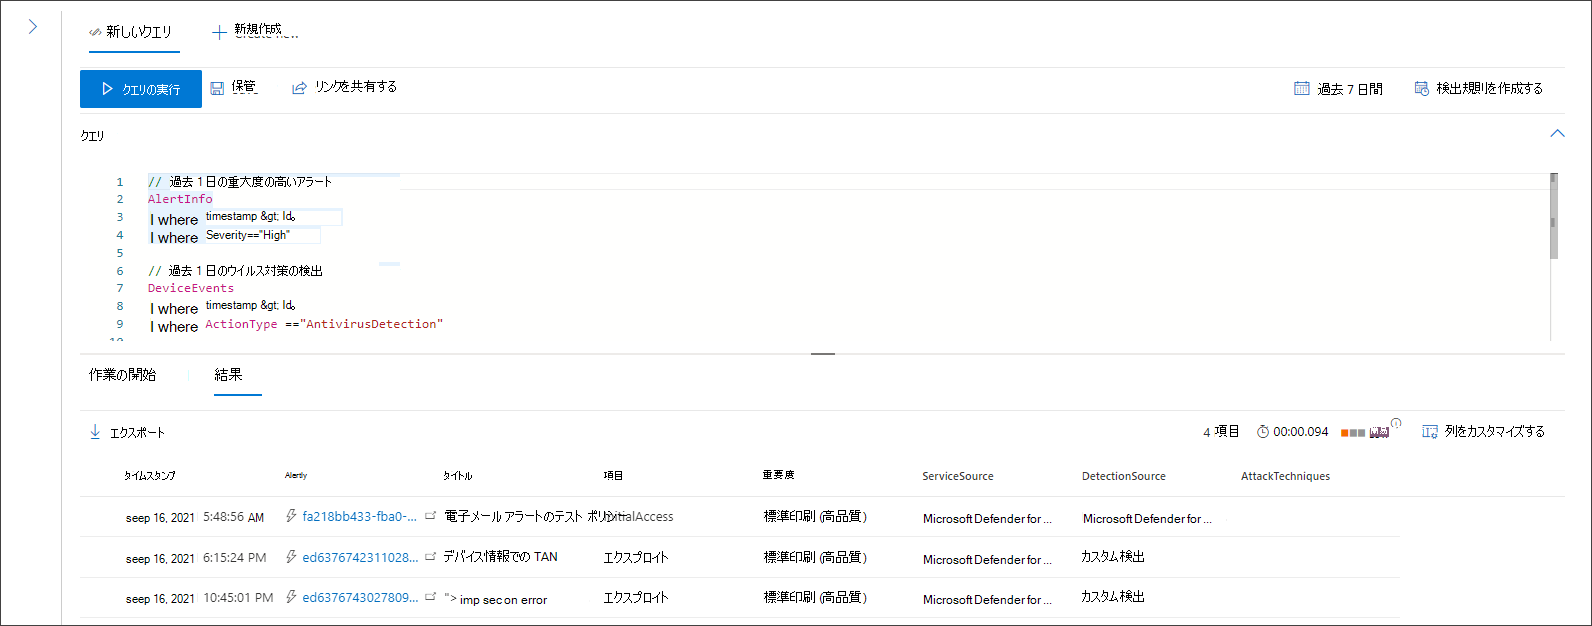 新しいクエリ 新規作成
クエリの実行 保管 リンクを共有する 過去 7 日間 検出規則を作成する
クエリ
1 // 過去 1 日の重大度の高いアラート
2 AlertInfo
3 | where timestamp &gt; ld。
4 | where Severity=="High"
5
6 // 過去 1 日のウイルス対策の検出
7 DeviceEvents
8 | where timestamp &gt; ld。
9 | where ActionType =="AntivirusDetection"
10
作業の開始 結果
エクスポート 4 項目 00:00.094 列をカスタマイズする
タイムスタンプ AlertIy タイトル 項目 重要度 ServiceSource DetectionSource AttackTechniques
seep 16, 2021 5:48:56 AM fa218bb433-fba0-... 電子メール アラートのテスト 標準印刷 (高品質) Microsoft Defender for ... Microsoft Defender for ...
seep 16, 2021 6:15:24 PM ed6376742311028... デバイス情報での TAN エクスプロイト 標準印刷 (高品質) Microsoft Defender for ... カスタム検出
seep 16, 2021 10:45:01 PM ed6376743027809... "> imp sec on error エクスプロイト 標準印刷 (高品質) Microsoft Defender for ... カスタム検出